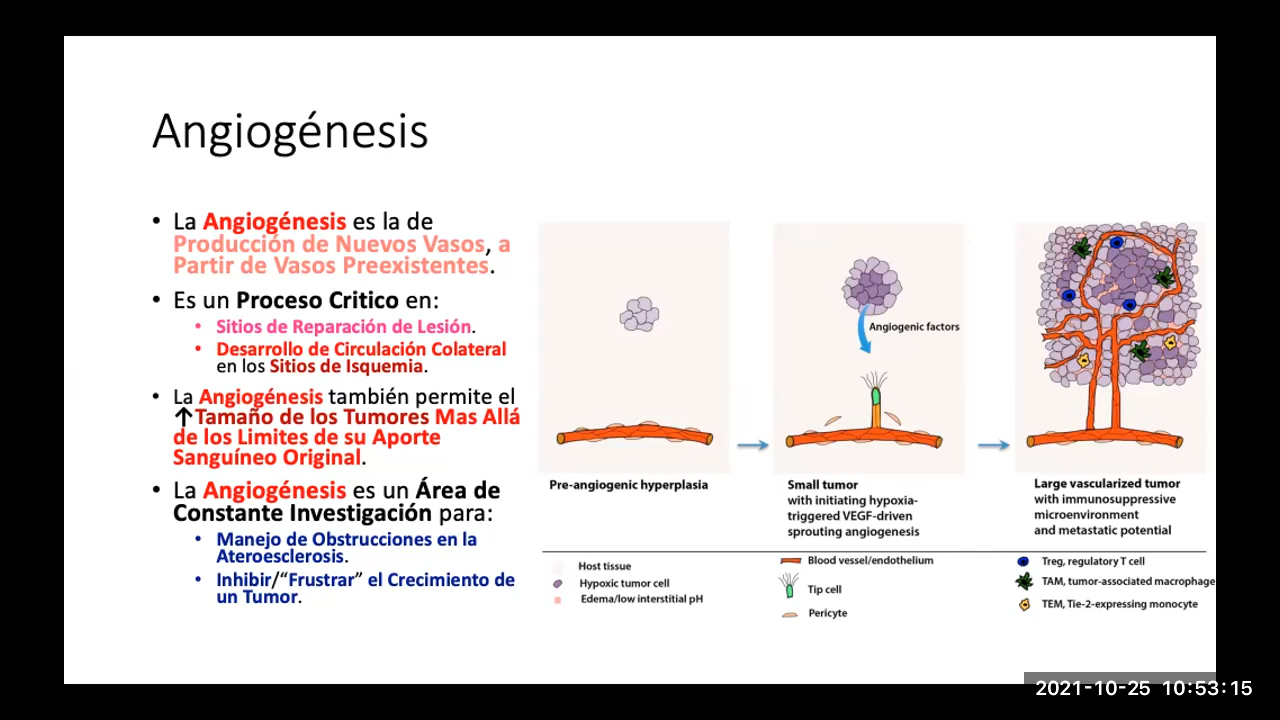 Angiogénesis
• La Angiogénesis es la de
Producción de Nuevos Vasos, a
Partir de Vasos Preexistentes.
• Es un Proceso Critico en:
• Sitios de Reparación de Lesión.
• Desarrollo de Circulación Colateral
en los Sitios de Isquemia.
• La Angiogénesis también permite el
↑Tamaño de los Tumores Mas Allá
de los Limites de su Aporte
Sanguíneo Original.
• La Angiogénesis es un Área de
Constante Investigación para:
• Manejo de Obstrucciones en la
Ateroesclerosis.
• Inhibir/“Frustrar” el Crecimiento de
un Tumor.
Angiogenic factors
Pre-angiogenic hyperplasia
Small tumor
with initiating hypoxia-
triggered VEGF-driven
sprouting angiogenesis
Large vascularized tumor
with immunosuppressive
microenvironment
and metastatic potential
Host tissue
Hypoxic tumor cell
Edema/low interstitial pH
Blood vessel/endothelium
Tip cell
Pericyte
Treg, regulatory T cell
TAM, tumor-associated macrophage
TEM, Tie-2-expressing monocyte
2021-10-25 10:53:15